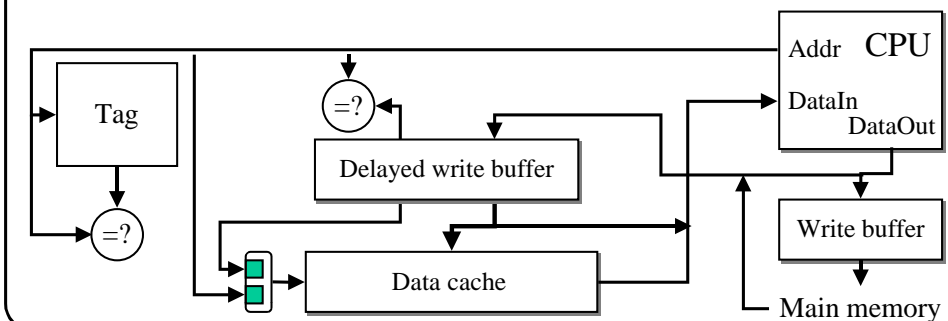 Addr CPU
Tag
=?
DataIn
DataOut
Delayed write buffer
=?
Write buffer
Data cache
Main memory